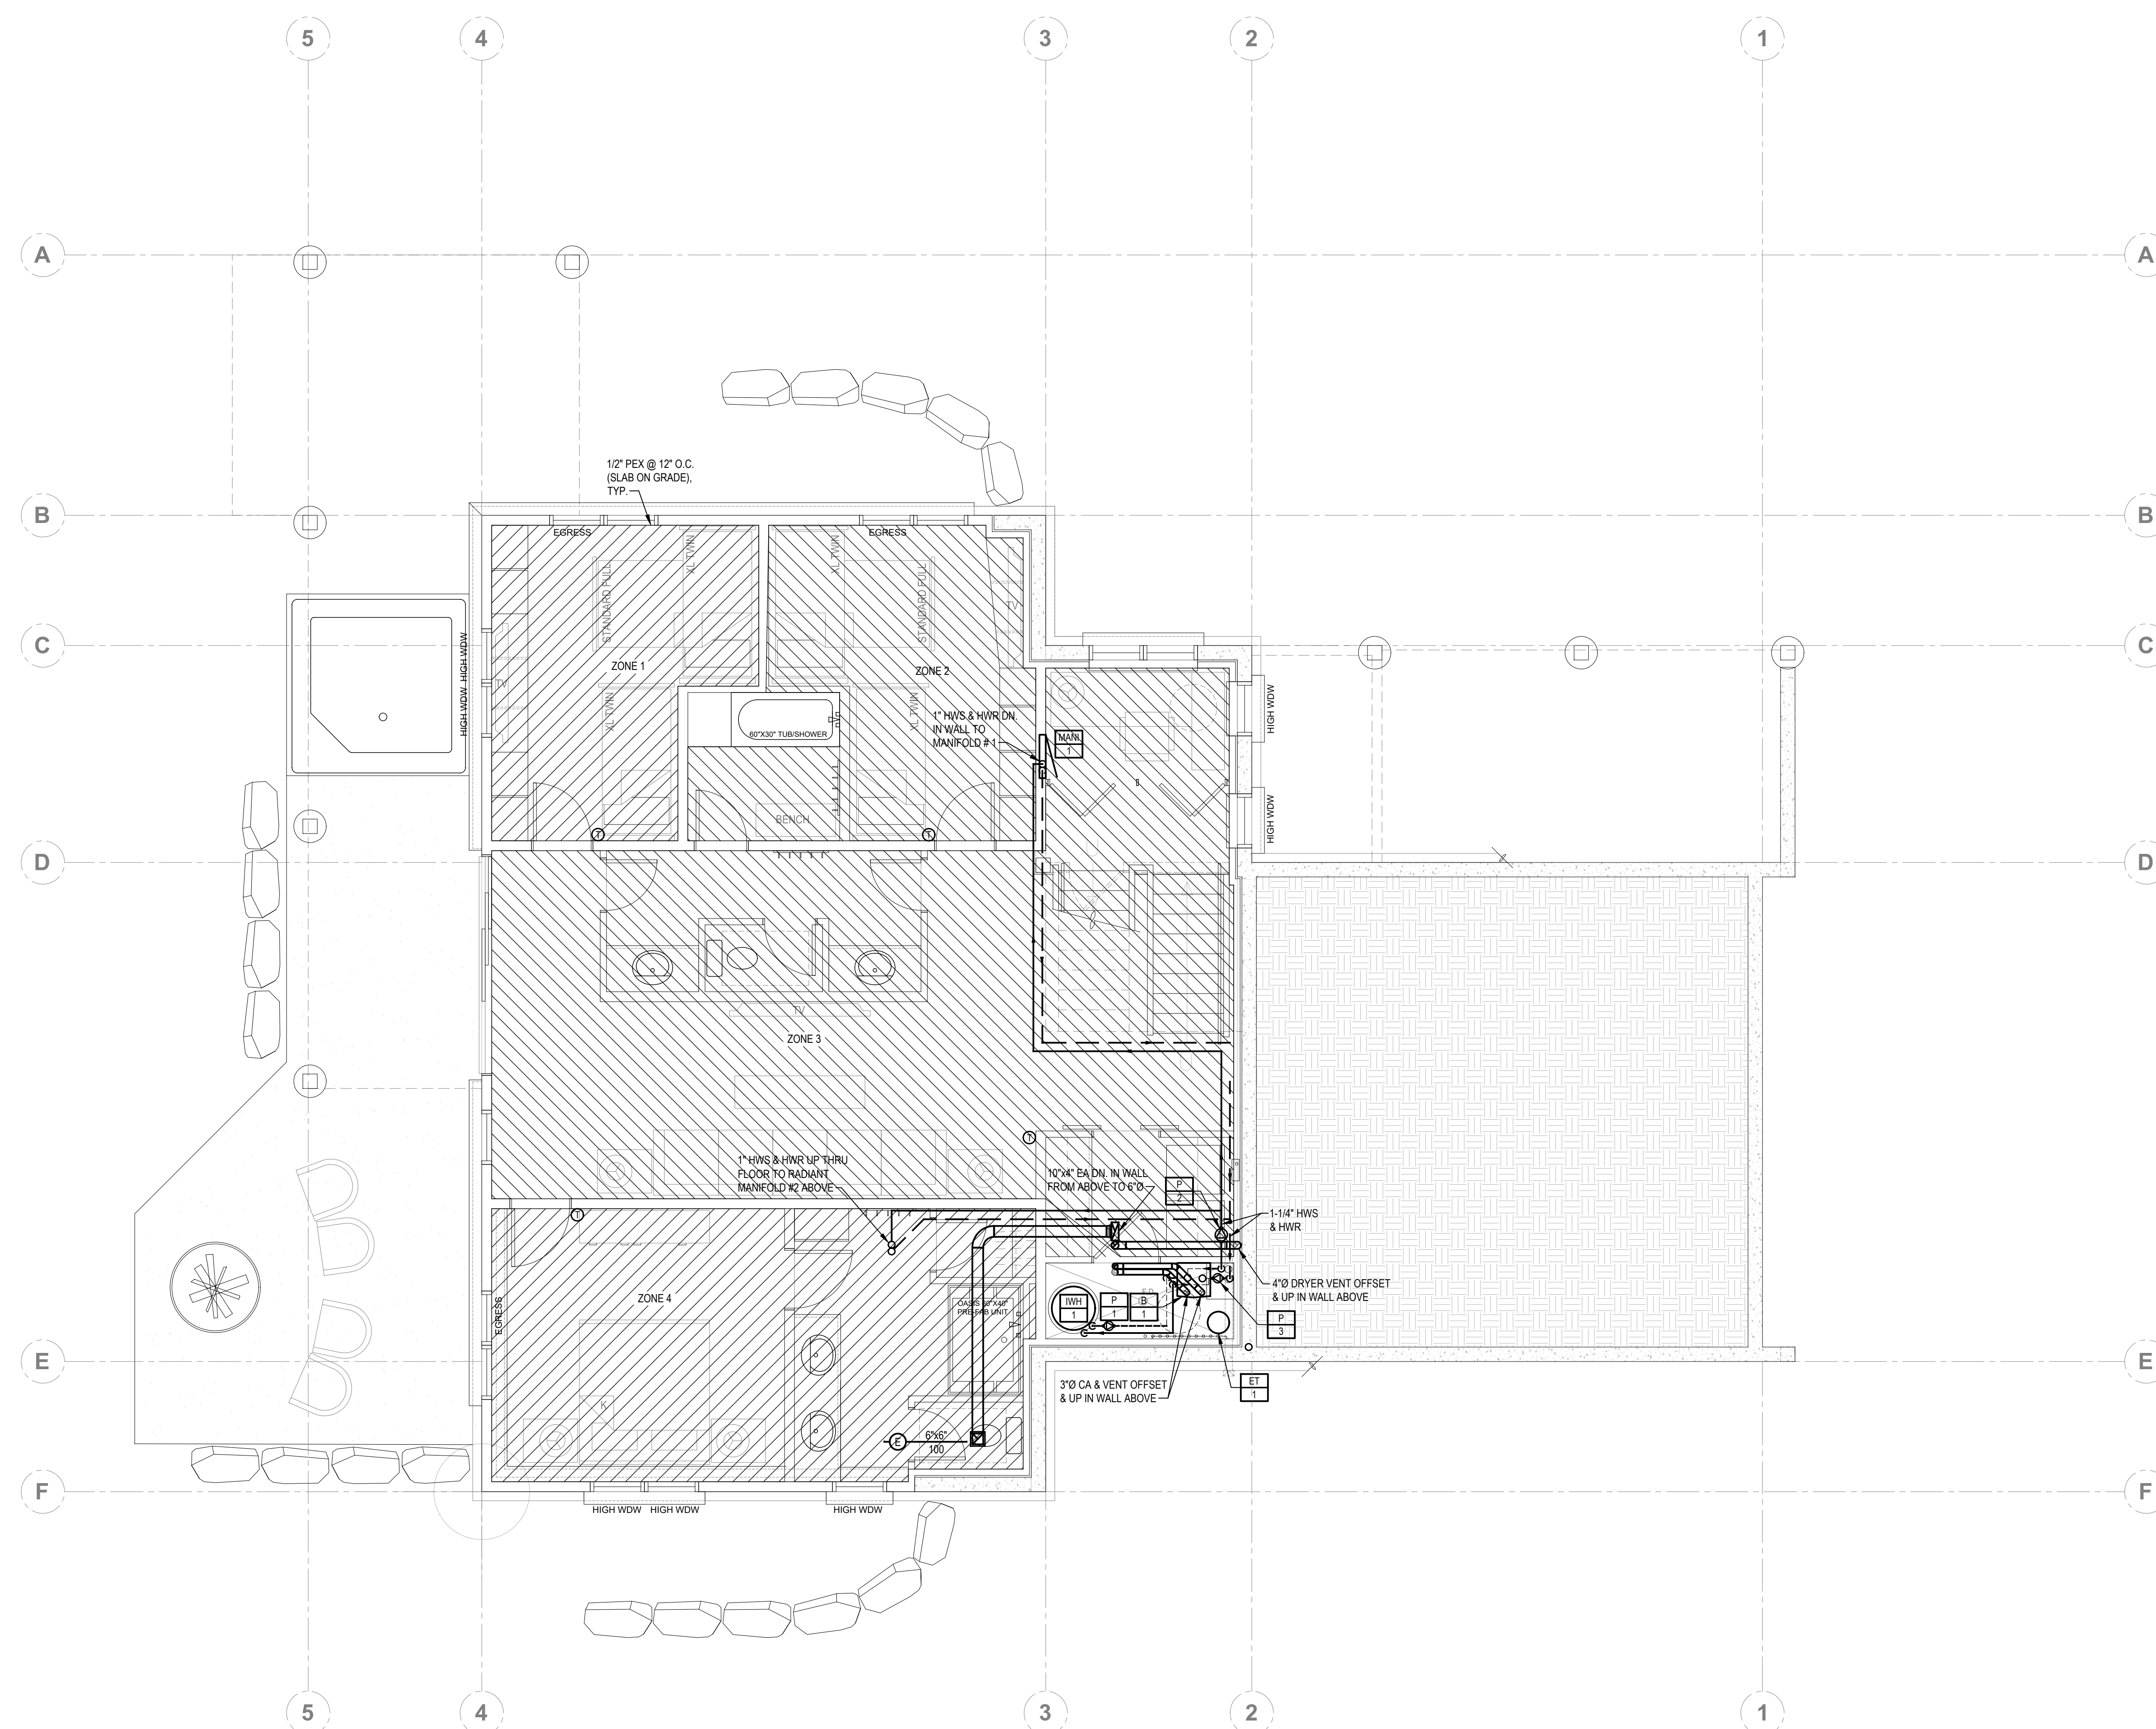 5
4
3
2
1
A
A
1/2" PEX @ 12" O.C.
(SLAB ON GRADE),
TYP.
B
B
EGRESS
EGRESS
XL TWIN
XL TWIN
STANDARD FULL
STANDARD FULL
TV
C
C
HIGH WDW
HIGH WDW
ZONE 1
ZONE 2
TV
XL TWIN
XL TWIN
HIGH WDW
1" HWS & HWR DN.
IN WALL TO
MANIFOLD # 1
60"X30" TUB/SHOWER
MANI
1
HIGH WDW
BENCH
T
T
D
D
TV
ZONE 3
T
1" HWS & HWR UP THRU
FLOOR TO RADIANT
MANIFOLD #2 ABOVE
10"x4" EA DN. IN WALL
FROM ABOVE TO 6"Ø
P
2
T
1-1/4" HWS
& HWR
4"Ø DRYER VENT OFFSET
& UP IN WALL ABOVE
ZONE 4
EGRESS
OASIS 60"X40"
PRE-FAB UNIT
IWH
1
P
1
B
1
P
3
E
E
3"Ø CA & VENT OFFSET
& UP IN WALL ABOVE
ET
1
K
E
6"x6"
100
F
F
HIGH WDW
HIGH WDW
HIGH WDW
5
4
3
2
1